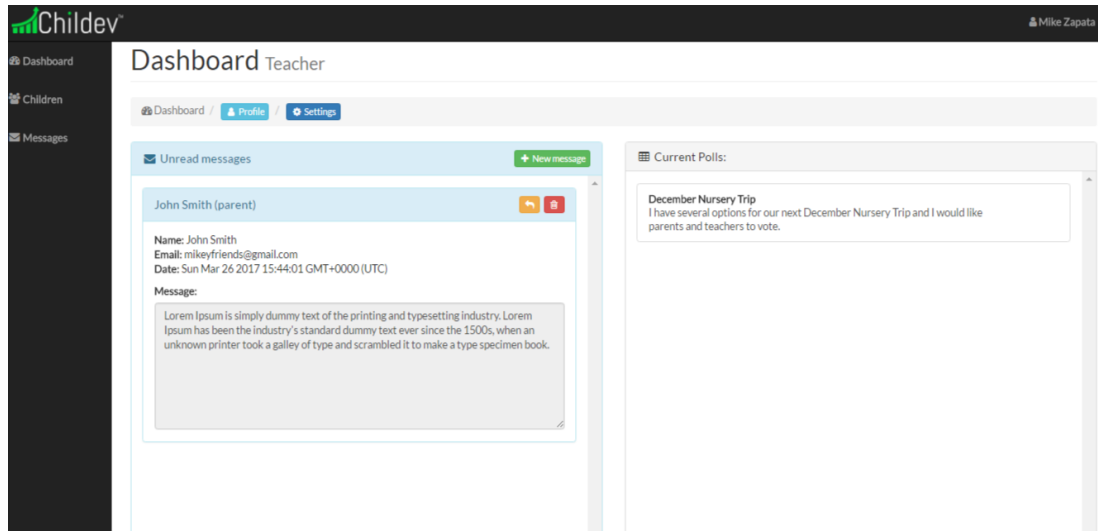 Childev™
Mike Zapata
Dashboard
Children
Messages
Dashboard Teacher
Dashboard / Profile / Settings
Unread messages
New message
John Smith (parent)
Name: John Smith
Email: mikeyfriends@gmail.com
Date: Sun Mar 26 2017 15:44:01 GMT+0000 (UTC)
Message:
Lorem Ipsum is simply dummy text of the printing and typesetting industry. Lorem
Ipsum has been the industry's standard dummy text ever since the 1500s, when an
unknown printer took a galley of type and scrambled it to make a type specimen book.
Current Polls:
December Nursery Trip
I have several options for our next December Nursery Trip and I would like
parents and teachers to vote.